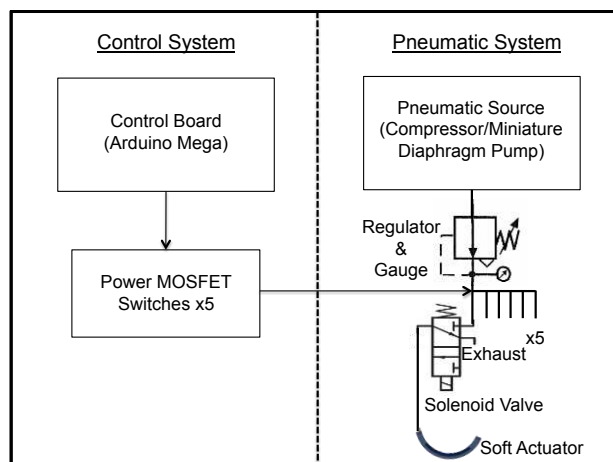 Control System
Control Board
(Arduino Mega)
Power MOSFET
Switches x5
Pneumatic System
Pneumatic Source
(Compressor/Miniature
Diaphragm Pump)
Regulator
&
Gauge
x5
Exhaust
Solenoid Valve
Soft Actuator